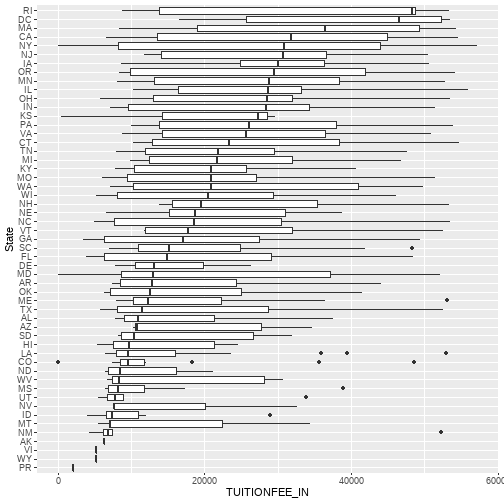 RI
DC
MA
CA
NY
NJ
IA
OR
MN
IL
OH
IN
KS
PA
VA
CT
TN
MI
KY
MO
WA
WI
NH
NE
NC
VT
GA
SC
FL
DE
MD
AR
OK
ME
TX
AL
AZ
SD
HI
LA
CO
ND
WV
MS
UT
NV
ID
MT
NM
AK
VI
WY
PR
State
0
20000
40000
60000
TUITIONFEE_IN